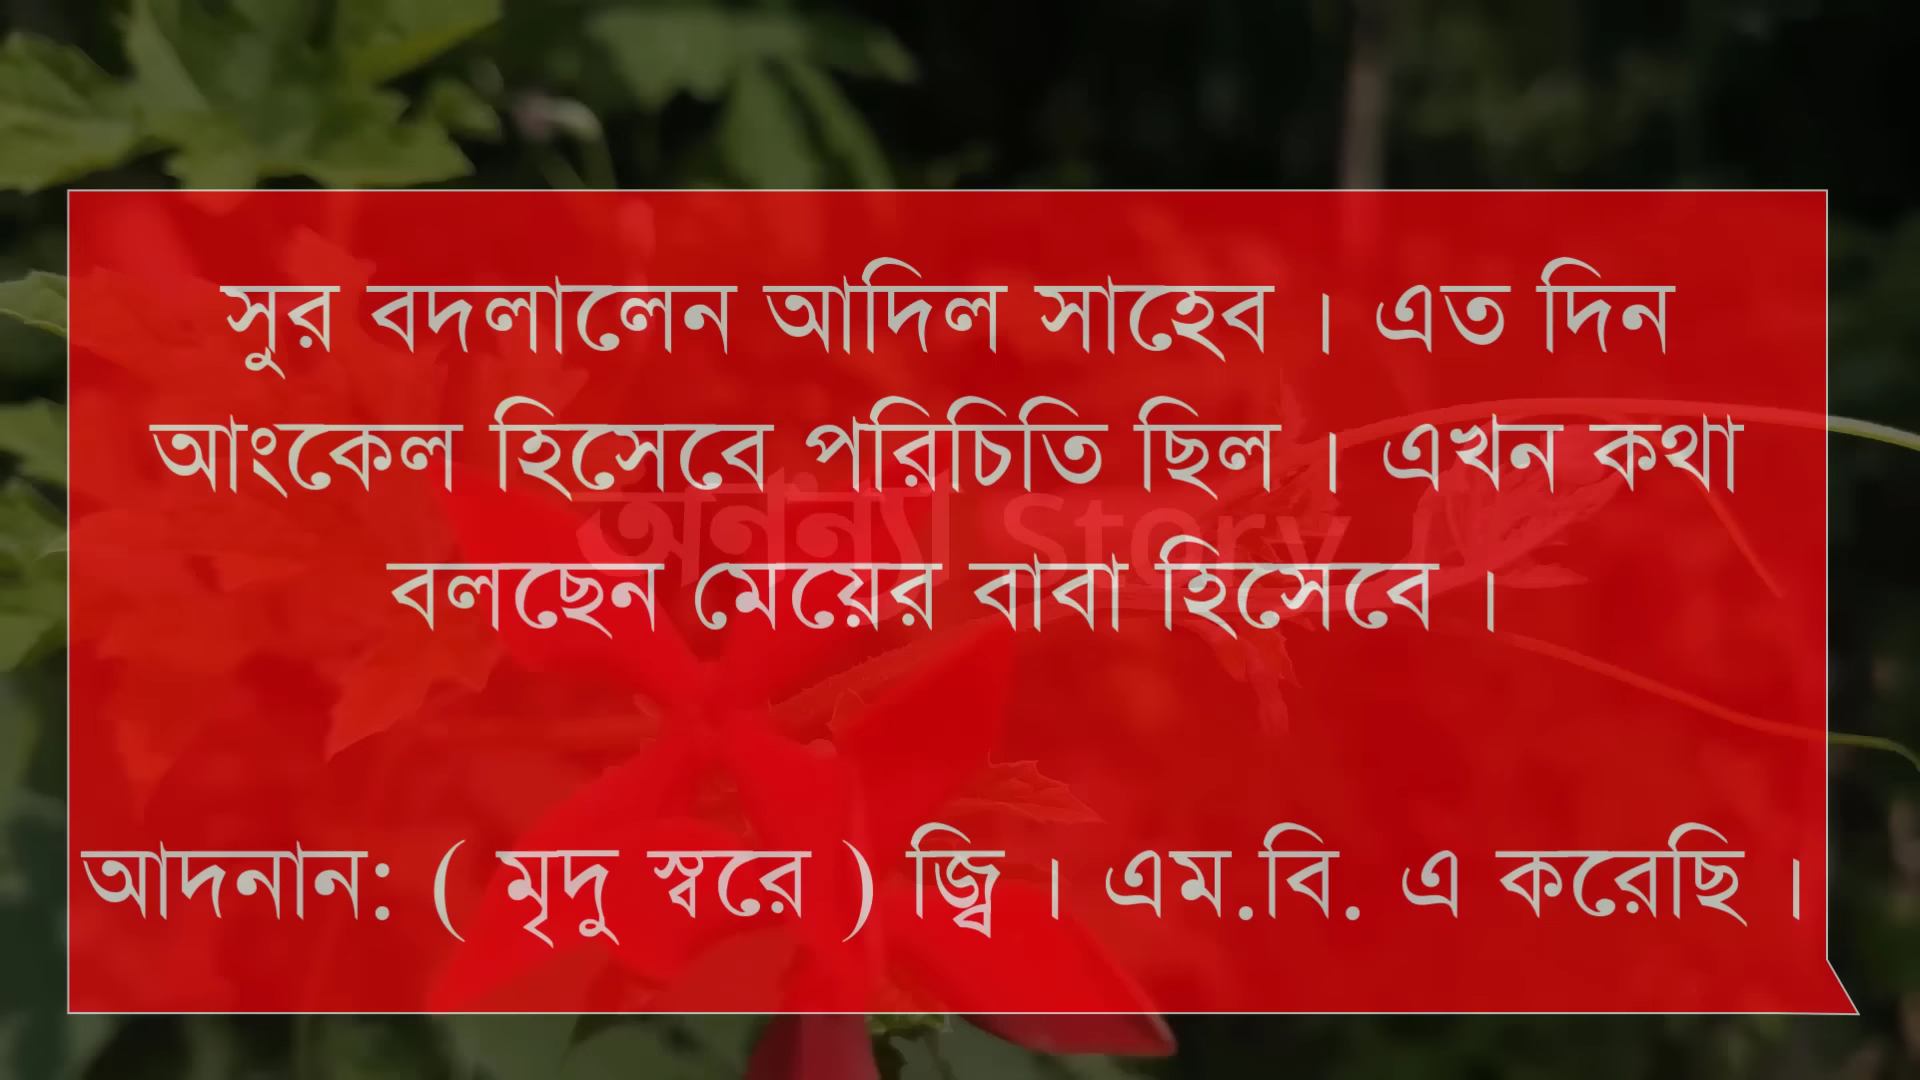 সুর বদলালেন আদিল সাহেব । এত দিন
আংকেল হিসেবে পরিচিতি ছিল । এখন কথা
অনন্যা Story
বলছেন মেয়ের বাবা হিসেবে ।
আদনান: ( মৃদু স্বরে ) জ্বি । এম.বি. এ করেছি ।